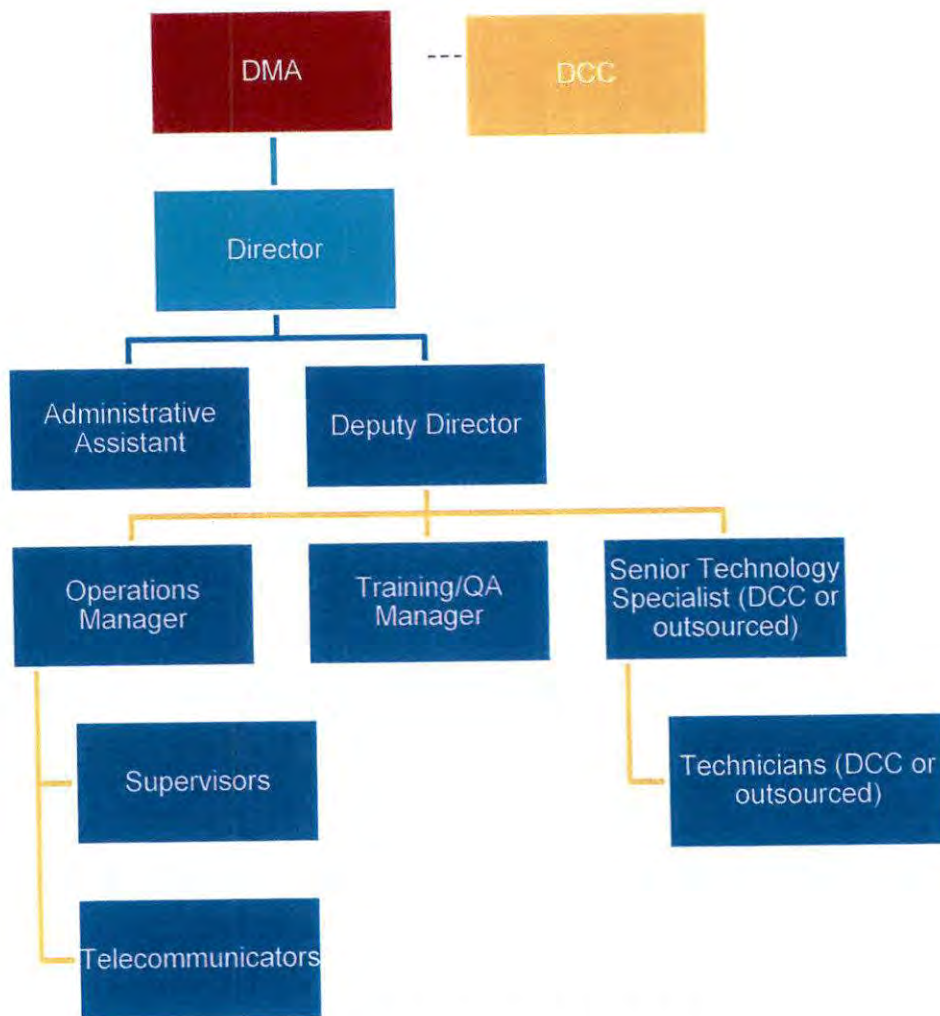 DMA
DCC
Director
Administrative
Assistant
Deputy Director
Operations
Manager
Training/QA
Manager
Senior Technology
Specialist (DCC or
outsourced)
Supervisors
Technicians (DCC or
outsourced)
Telecommunicators